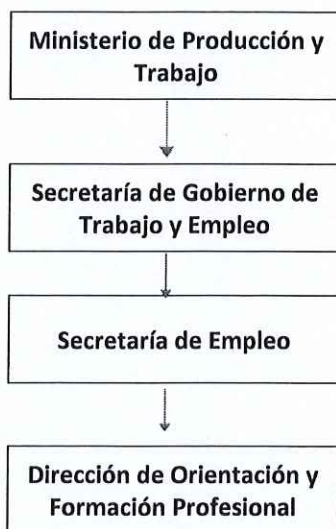 Ministerio de Producción y
Trabajo
Secretaría de Gobierno de
Trabajo y Empleo
Secretaría de Empleo
Dirección de Orientación y
Formación Profesional